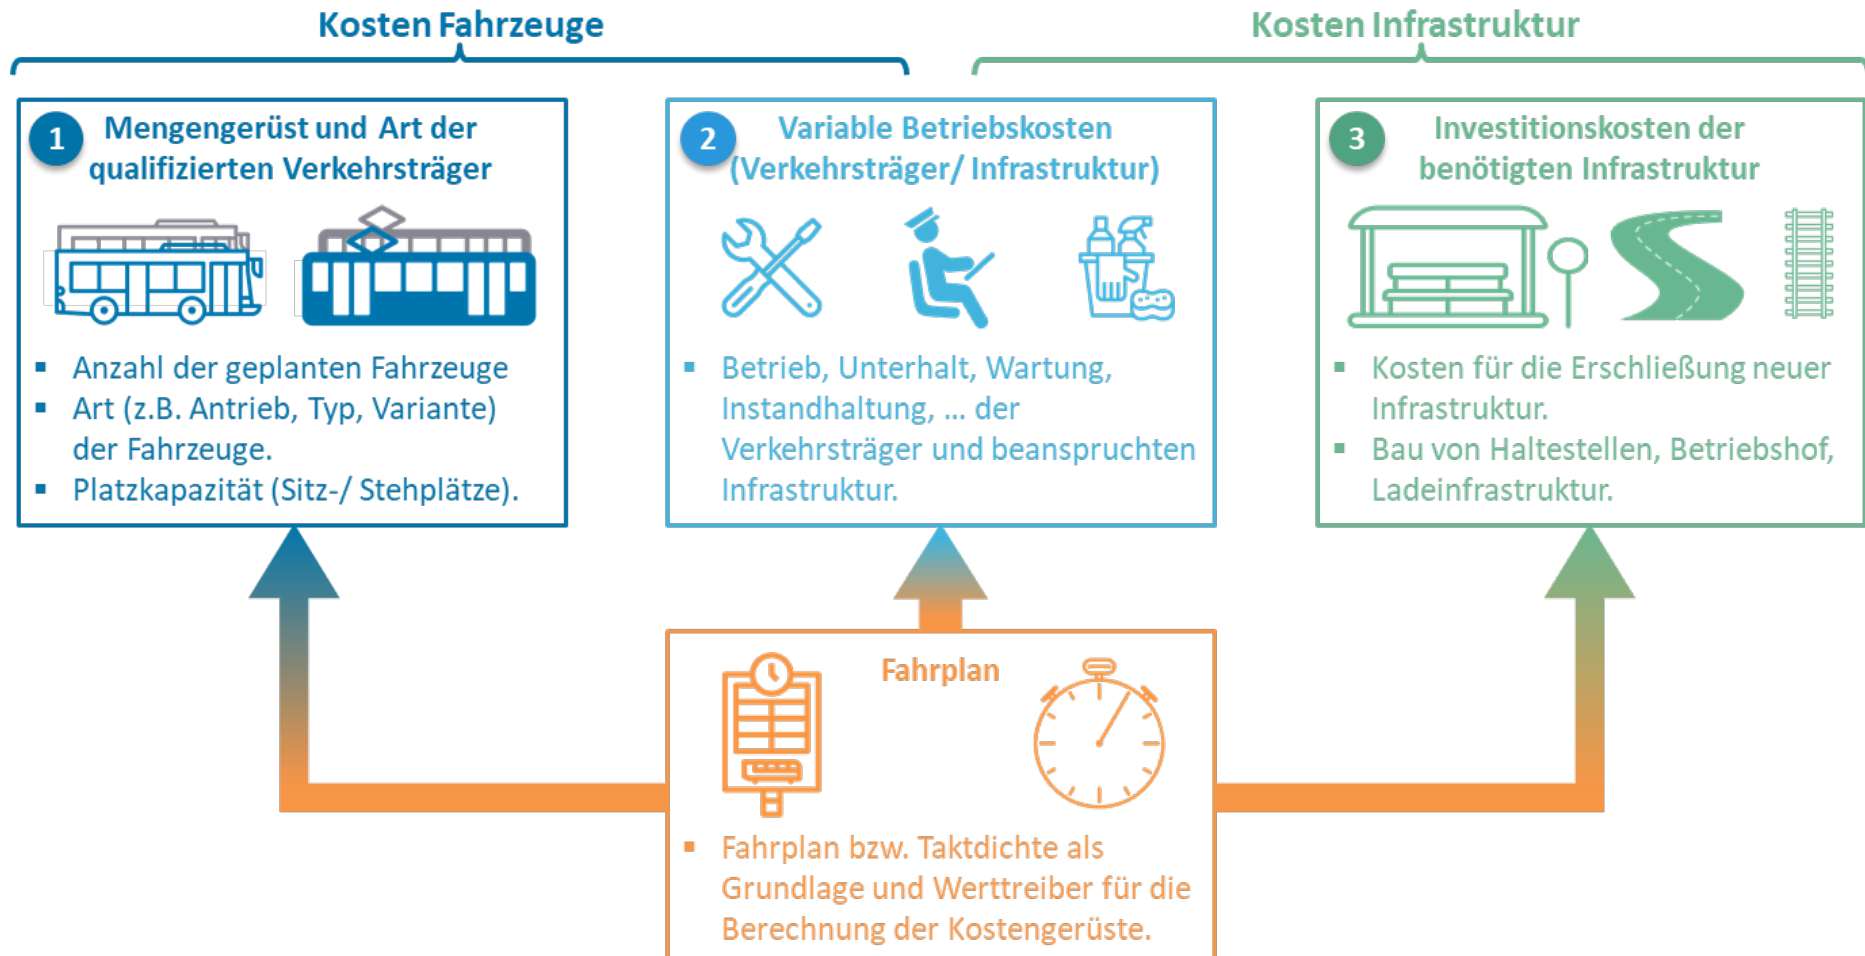 Kosten Fahrzeuge
Kosten Infrastruktur
1
Mengengerüst und Art der
qualifizierten Verkehrsträger
▪ Anzahl der geplanten Fahrzeuge
▪ Art (z.B. Antrieb, Typ, Variante)
der Fahrzeuge.
▪ Platzkapazität (Sitz-/ Stehplätze).
2
Variable Betriebskosten
(Verkehrsträger/ Infrastruktur)
▪ Betrieb, Unterhalt, Wartung,
Instandhaltung, ... der
Verkehrsträger und beanspruchten
Infrastruktur.
3
Investitionskosten der
benötigten Infrastruktur
▪ Kosten für die Erschließung neuer
Infrastruktur.
▪ Bau von Haltestellen, Betriebshof,
Ladeinfrastruktur.
Fahrplan
▪ Fahrplan bzw. Taktdichte als
Grundlage und Werttreiber für die
Berechnung der Kostengerüste.